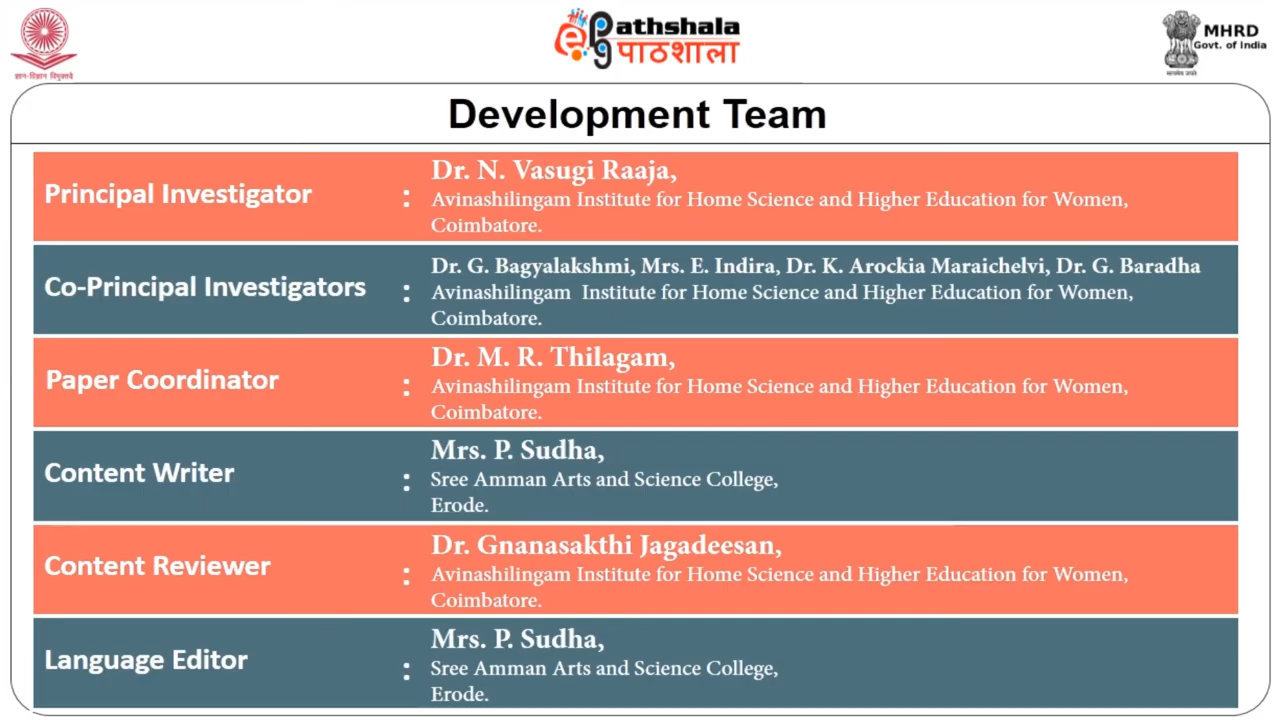 ज्ञान-विज्ञान विमुक्तये
ePathshala
पाठशाला
MHRD
Govt. of India
सत्यमेव जयते
Development Team
Principal Investigator
:
Dr. N. Vasugi Raaja,
Avinashilingam Institute for Home Science and Higher Education for Women,
Coimbatore.
Co-Principal Investigators
:
Dr. G. Bagyalakshmi, Mrs. E. Indira, Dr. K. Arockia Maraichelvi, Dr. G. Baradha
Avinashilingam Institute for Home Science and Higher Education for Women,
Coimbatore.
Paper Coordinator
:
Dr. M. R. Thilagam,
Avinashilingam Institute for Home Science and Higher Education for Women,
Coimbatore.
Content Writer
:
Mrs. P. Sudha,
Sree Amman Arts and Science College,
Erode.
Content Reviewer
:
Dr. Gnanasakthi Jagadeesan,
Avinashilingam Institute for Home Science and Higher Education for Women,
Coimbatore.
Language Editor
:
Mrs. P. Sudha,
Sree Amman Arts and Science College,
Erode.